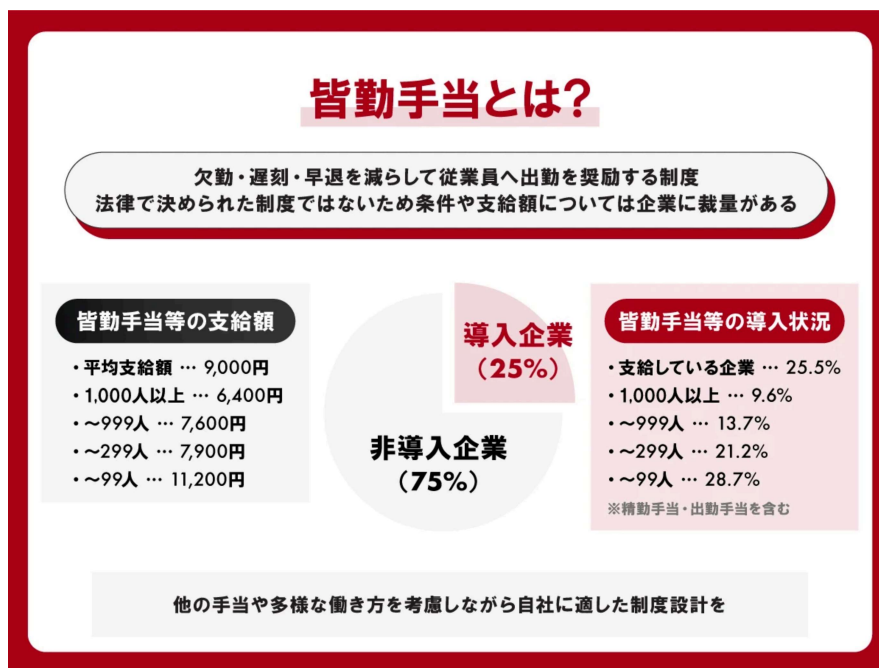 皆勤手当とは?
欠勤・遅刻・早退を減らして従業員へ出勤を奨励する制度
法律で決められた制度ではないため条件や支給額については企業に裁量がある
皆勤手当等の支給額
・平均支給額 … 9,000円
・1,000人以上 … 6,400円
・〜999人 … 7,600円
・〜299人 … 7,900円
・〜99人 … 11,200円
導入企業
(25%)
非導入企業
(75%)
皆勤手当等の導入状況
・支給している企業 … 25.5%
・1,000人以上 … 9.6%
・〜999人 … 13.7%
・〜299人 … 21.2%
・〜99人 … 28.7%
※精勤手当・出勤手当を含む
他の手当や多様な働き方を考慮しながら自社に適した制度設計を